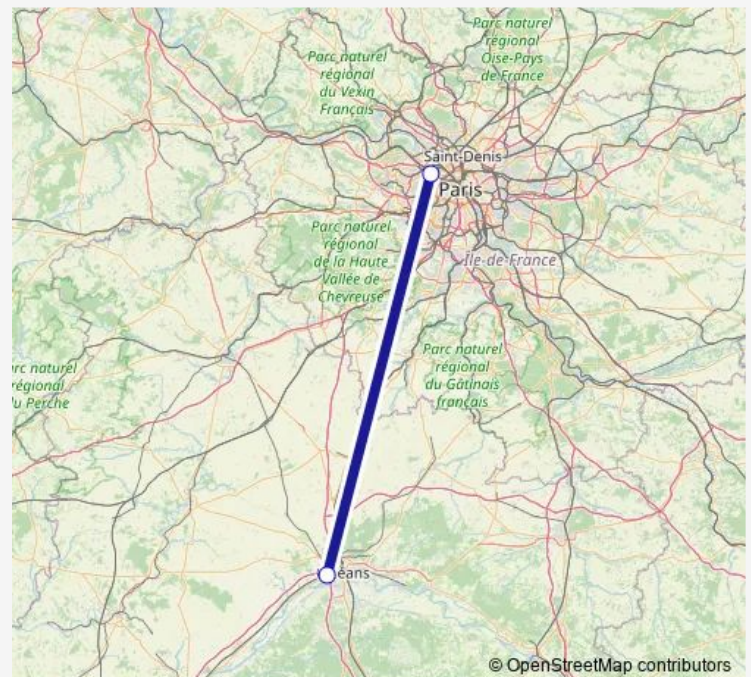 Parc naturel
régional
Oise-Pays
de France
Parc naturel
régional
du Vexin
Français
Saint-Denis
Paris
Parc naturel
régional
de la Haute
Vallée de
Chevreuse
Île-de-France
Parc naturel
régional
du Gâtinais
français
rc naturel
régional
u Perche
éans
© OpenStreetMap contributors